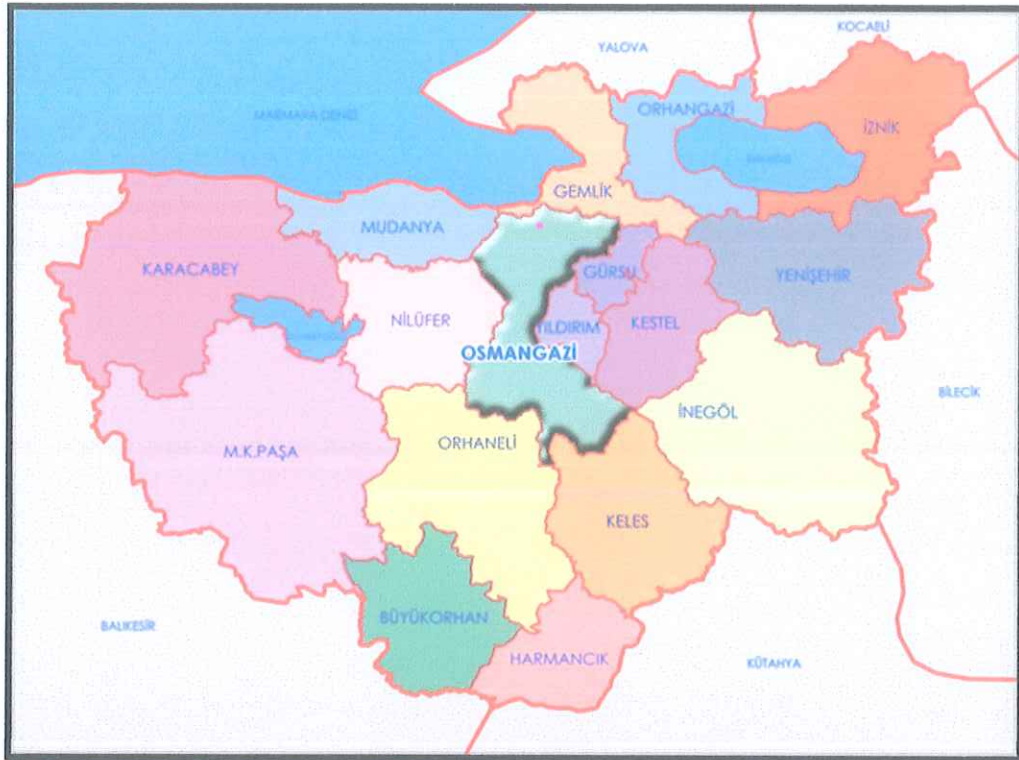 KOCAELİ
YALOVA
MARMARA DENİZİ
ORHANGAZİ
İZNİK
GEMLİK
MUDANYA
KARACABEY
GÜRSU
YENİŞEHİR
NİLÜFER
YILDIRIM
KESTEL
OSMANGAZİ
BİLECİK
İNEGÖL
ORHANELİ
M.K.PAŞA
KELES
BÜYÜKORHAN
BALIKESİR
HARMANCIK
KÜTAHYA